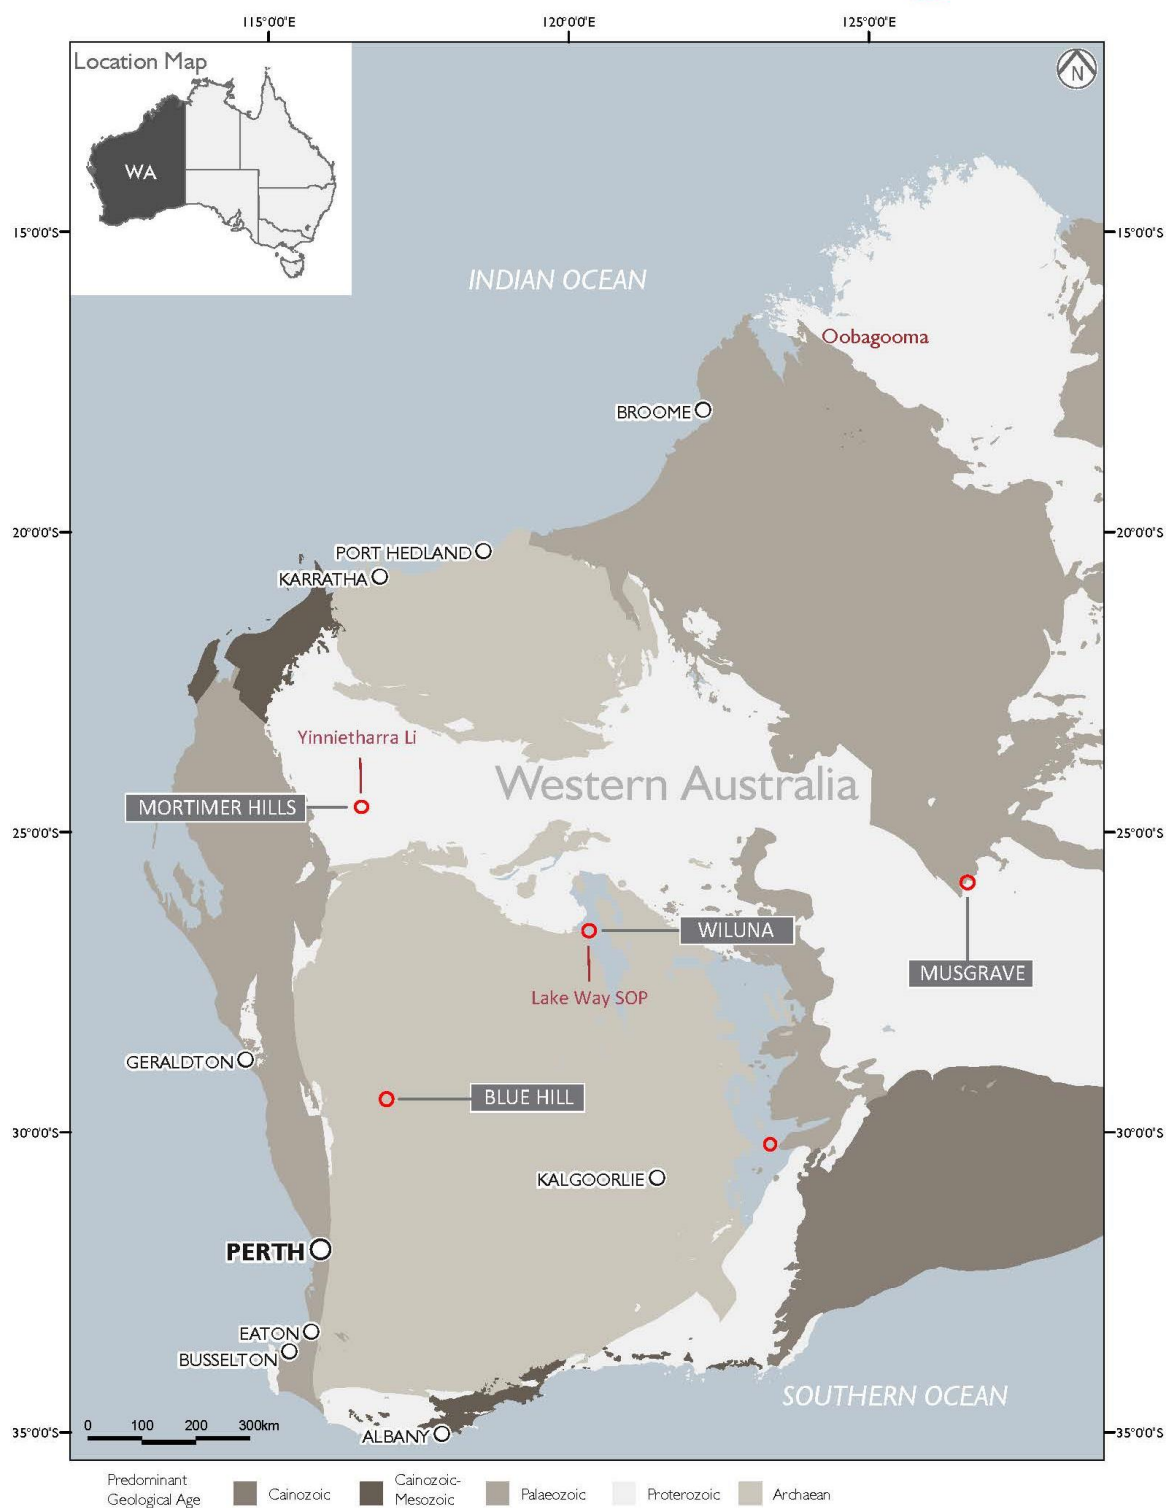 115°0'0"E
120°0'0"E
125°0'0"E
Location Map
N
WA
15°0'0"S
15°0'0"S
INDIAN OCEAN
Oobagooma
BROOME
20°0'0"S
20°0'0"S
PORT HEDLAND
KARRATHA
Yinnietharra Li
Western Australia
MORTIMER HILLS
25°0'0"S
25°0'0"S
WILUNA
MUSGRAVE
Lake Way SOP
GERALDTON
BLUE HILL
30°0'0"S
30°0'0"S
KALGOORLIE
PERTH
EATON
BUSSELTON
SOUTHERN OCEAN
0 100 200 300km
ALBANY
35°0'0"S
35°0'0"S
Predominant
Geological Age
Cainozoic
Cainozoic-
Mesozoic
Palaeozoic
Proterozoic
Archaean